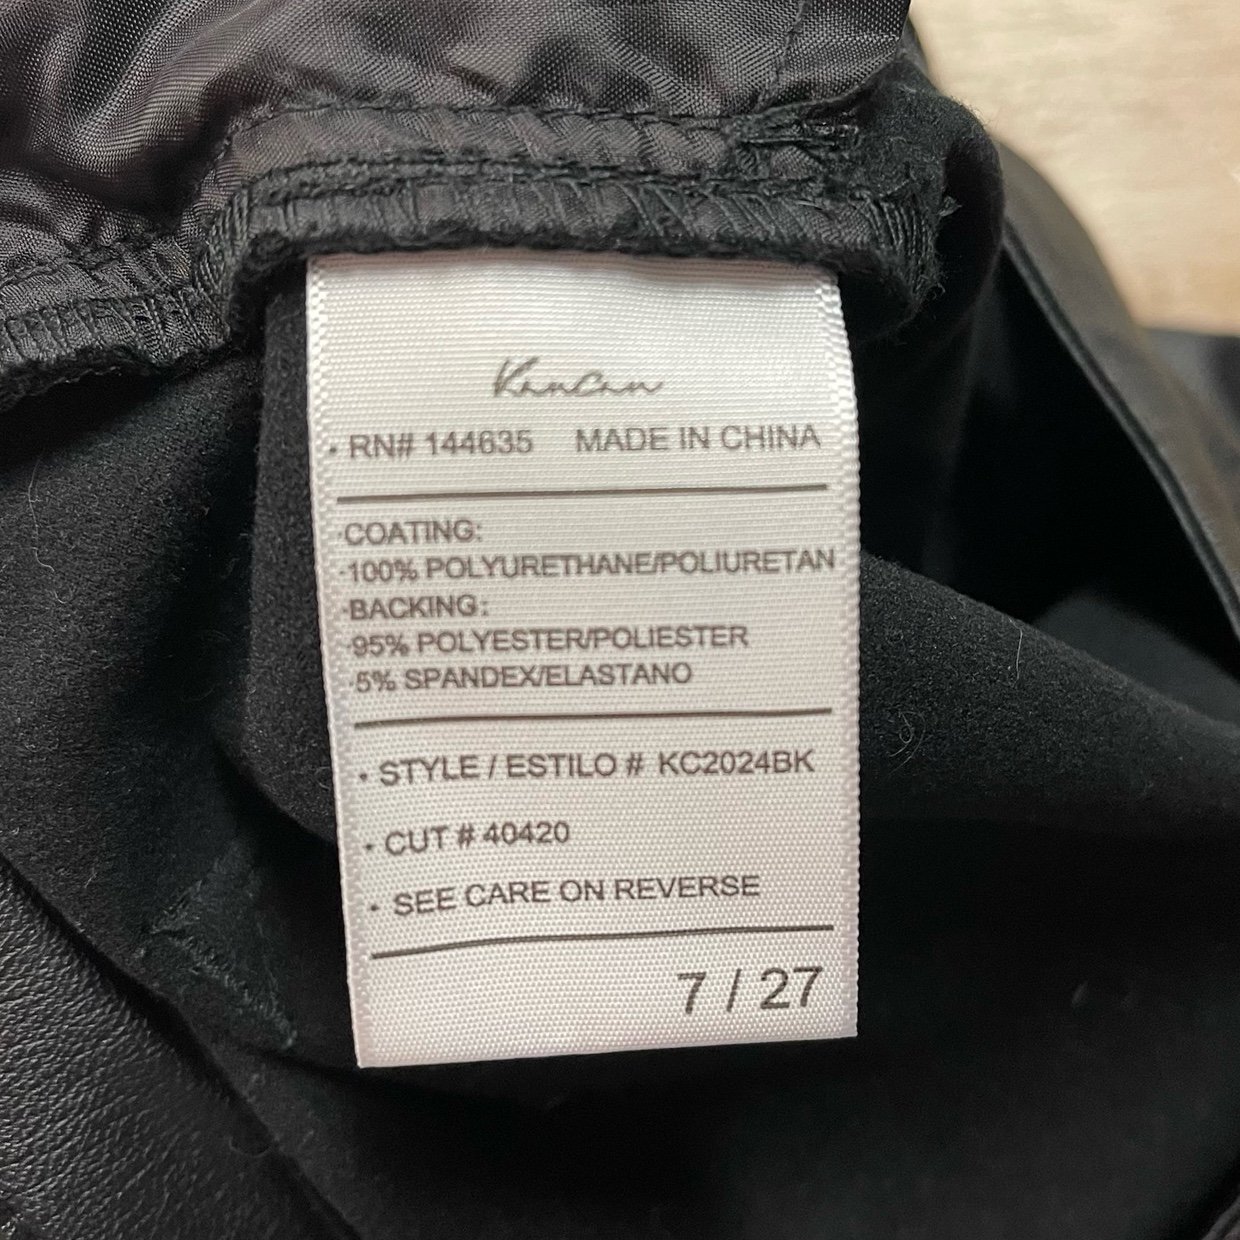 KanCan
• RN# 144635 MADE IN CHINA
·COATING:
·100% POLYURETHANE/POLIURETAN
·BACKING:
·95% POLYESTER/POLIESTER
·5% SPANDEX/ELASTANO
• STYLE / ESTILO # KC2024BK
• CUT # 40420
• SEE CARE ON REVERSE
7 / 27